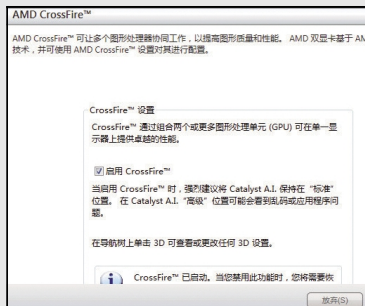 AMD CrossFire™
AMD CrossFire™ 可让多个图形处理器协同工作，以提高图形质量和性能。 AMD 双显卡基于 AM
技术，并可使用 AMD CrossFire™ 设置对其进行配置。
CrossFire™ 设置
CrossFire™ 通过组合两个或更多图形处理单元 (GPU) 可在单一显
示器上提供卓越的性能。
启用 CrossFire™
当启用 CrossFire™ 时，强烈建议将 Catalyst A.I. 保持在“标准”
位置。 在 Catalyst A.I. “高级” 位置可能会看到乱码或应用程序问
题。
在导航树上单击 3D 可查看或更改任何 3D 设置。
CrossFire™ 已启动。当您禁用此功能时，您将需要恢
放弃(S)